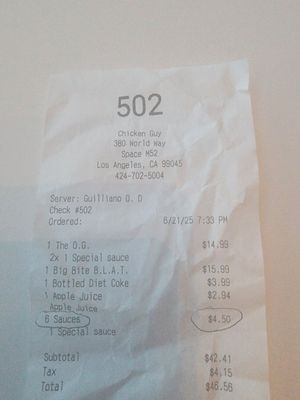 502
Chicken Guy
380 World Way
Space M52
Los Angeles, CA 90045
424-702-5004
Server: Guilliano O. D
Check #502
Ordered: 6/21/25 7:33 PM
1 The O.G. $14.99
2x 1 Special sauce
1 Big Bite B.L.A.T. $15.99
1 Bottled Diet Coke $3.99
1 Apple Juice $2.94
Apple Juice
6 Sauces $4.50
1 Special sauce
Subtotal $42.41
Tax $4.15
Total $46.56